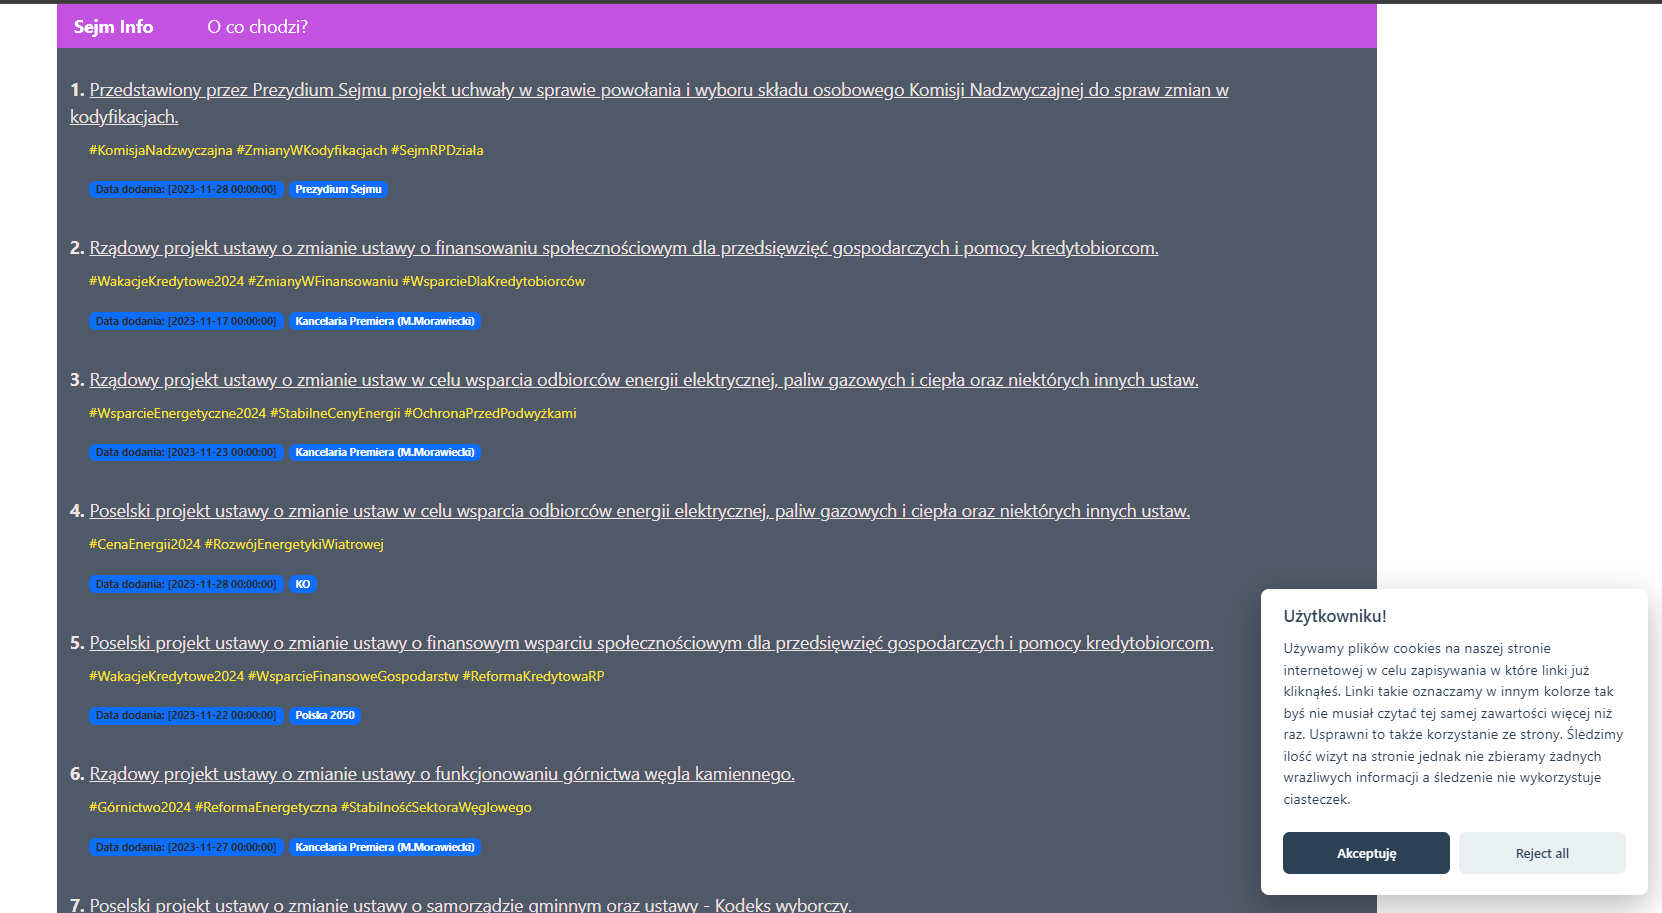 Sejm Info O co chodzi?
1. Przedstawiony przez Prezydium Sejmu projekt uchwały w sprawie powołania i wyboru składu osobowego Komisji Nadzwyczajnej do spraw zmian w
kodyfikacjach.
#KomisjaNadzwyczajna #ZmianyWKodyfikacjach #SejmRPDziała
Data dodania: [2023-11-28 00:00:00] Prezydium Sejmu
2. Rządowy projekt ustawy o zmianie ustawy o finansowaniu społecznościowym dla przedsięwzięć gospodarczych i pomocy kredytobiorcom.
#WakacjeKredytowe2024 #ZmianyWFinansowaniu #WsparcieDlaKredytobiorców
Data dodania: [2023-11-17 00:00:00] Kancelaria Premiera (M.Morawiecki)
3. Rządowy projekt ustawy o zmianie ustaw w celu wsparcia odbiorców energii elektrycznej, paliw gazowych i ciepła oraz niektórych innych ustaw.
#WsparcieEnergetyczne2024 #StabilneCenyEnergii #OchronaPrzedPodwyżkami
Data dodania: [2023-11-23 00:00:00] Kancelaria Premiera (M.Morawiecki)
4. Poselski projekt ustawy o zmianie ustaw w celu wsparcia odbiorców energii elektrycznej, paliw gazowych i ciepła oraz niektórych innych ustaw.
#CenaEnergii2024 #RozwójEnergetykiWiatrowej
Data dodania: [2023-11-28 00:00:00] KO
5. Poselski projekt ustawy o zmianie ustawy o finansowym wsparciu społecznościowym dla przedsięwzięć gospodarczych i pomocy kredytobiorcom.
#WakacjeKredytowe2024 #WsparcieFinansoweGospodarstw #ReformaKredytowaRP
Data dodania: [2023-11-22 00:00:00] Polska 2050
6. Rządowy projekt ustawy o zmianie ustawy o funkcjonowaniu górnictwa węgla kamiennego.
#Górnictwo2024 #ReformaEnergetyczna #StabilnośćSektoraWęglowego
Data dodania: [2023-11-27 00:00:00] Kancelaria Premiera (M.Morawiecki)
7. Poselski projekt ustawy o zmianie ustawy o samorządzie gminnym oraz ustawy - Kodeks wyborczy.
Użytkowniku!
Używamy plików cookies na naszej stronie
internetowej w celu zapisywania w które linki już
kliknąłeś. Linki takie oznaczamy w innym kolorze tak
byś nie musiał czytać tej samej zawartości więcej niż
raz. Usprawni to także korzystanie ze strony. Śledzimy
ilość wizyt na stronie jednak nie zbieramy żadnych
wrażliwych informacji a śledzenie nie wykorzystuje
ciasteczek.
Akceptuję Reject all